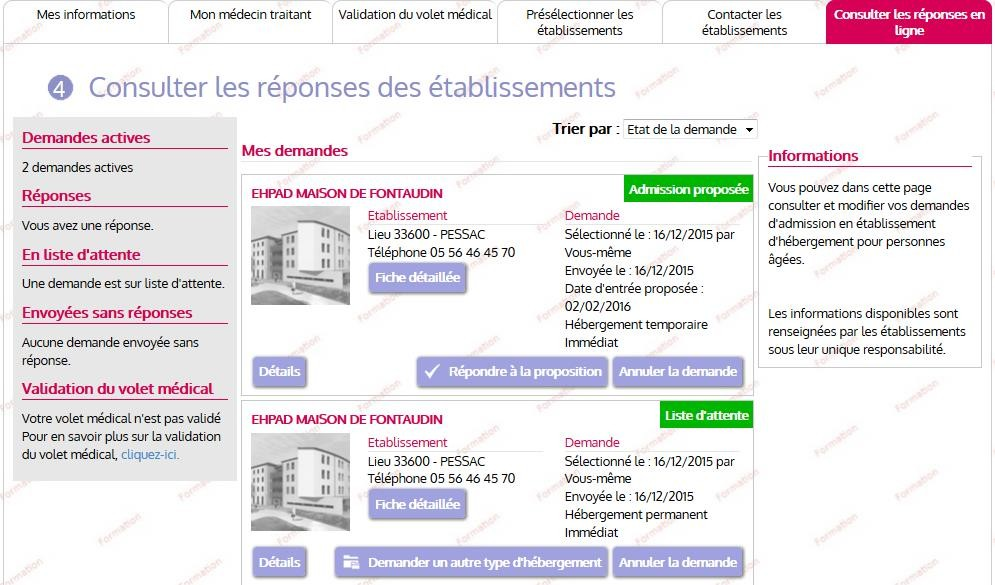 Mes informations
Mon médecin traitant
Validation du volet médical
Présélectionner les
établissements
Contacter les
établissements
Consulter les réponses en
ligne
4 Consulter les réponses des établissements
Demandes actives
2 demandes actives
Réponses
Vous avez une réponse.
En liste d'attente
Une demande est sur liste d'attente.
Envoyées sans réponses
Aucune demande envoyée sans
réponse.
Validation du volet médical
Votre volet médical n'est pas validé
Pour en savoir plus sur la validation
du volet médical, cliquez-ici.
Trier par : Etat de la demande
Mes demandes
EHPAD MAISON DE FONTAUDIN
Admission proposée
Etablissement
Lieu 33600 - PESSAC
Téléphone 05 56 46 45 70
Fiche détaillée
Demande
Sélectionné le : 16/12/2015 par
Vous-même
Envoyée le : 16/12/2015
Date d'entrée proposée :
02/02/2016
Hébergement temporaire
Immédiat
Détails
Répondre à la proposition
Annuler la demande
EHPAD MAISON DE FONTAUDIN
Liste d'attente
Etablissement
Lieu 33600 - PESSAC
Téléphone 05 56 46 45 70
Fiche détaillée
Demande
Sélectionné le : 16/12/2015 par
Vous-même
Envoyée le : 16/12/2015
Hébergement permanent
Immédiat
Détails
Demander un autre type d'hébergement
Annuler la demande
Informations
Vous pouvez dans cette page
consulter et modifier vos demandes
d'admission en établissement
d'hébergement pour personnes
âgées.
Les informations disponibles sont
renseignées par les établissements
sous leur unique responsabilité.
Formation